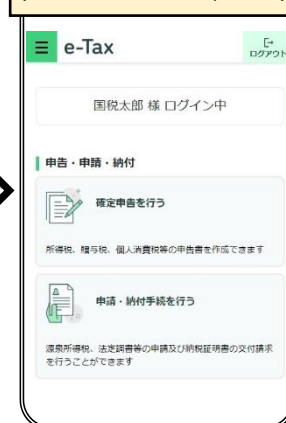 e-Tax
ログアウト
国税太郎 様 ログイン中
申告・申請・納付
確定申告を行う
所得税、贈与税、個人消費税等の申告書を作成できます
申請・納付手続を行う
源泉所得税、法定調書等の申請及び納税証明書の交付請求
を行うことができます